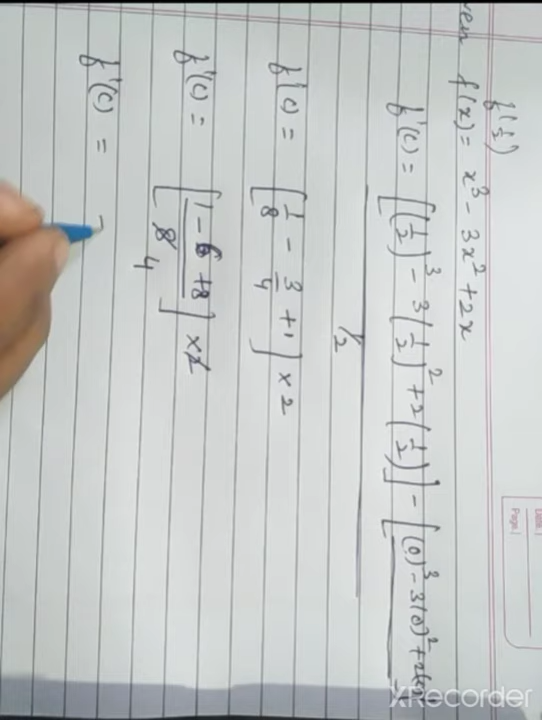 f(1/2)
ven f(x) = x³ - 3x² + 2x
f'(c) = [(1/2)³ - 3(1/2)² + 2(1/2)] - [(0)³ - 3(0)² + 2(0)]
1/2
f'(c) = [1/8 - 3/4 + 1] × 2
f'(c) = [1 - 6 + 8 / 8] × 2
4
f'(c) =
Date
Page
XRecorder